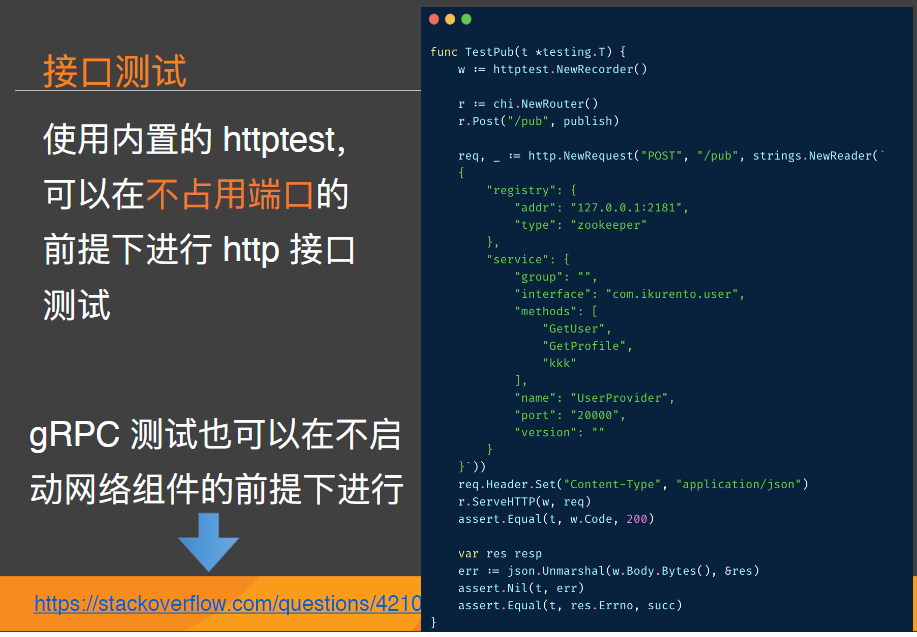 接口测试
使用内置的 httptest，
可以在不占用端口的
前提下进行 http 接口
测试
gRPC 测试也可以在不启
动网络组件的前提下进行
https://stackoverflow.com/questions/4210
func TestPub(t *testing.T) {
    w := httptest.NewRecorder()
    r := chi.NewRouter()
    r.Post("/pub", publish)
    req, _ := http.NewRequest("POST", "/pub", strings.NewReader(`
    {
        "registry": {
            "addr": "127.0.0.1:2181",
            "type": "zookeeper"
        },
        "service": {
            "group": "",
            "interface": "com.ikurento.user",
            "methods": [
                "GetUser",
                "GetProfile",
                "kkk"
            ],
            "name": "UserProvider",
            "port": "20000",
            "version": ""
        }
    }`))
    req.Header.Set("Content-Type", "application/json")
    r.ServeHTTP(w, req)
    assert.Equal(t, w.Code, 200)
    var res resp
    err := json.Unmarshal(w.Body.Bytes(), &res)
    assert.Nil(t, err)
    assert.Equal(t, res.Errno, succ)
}